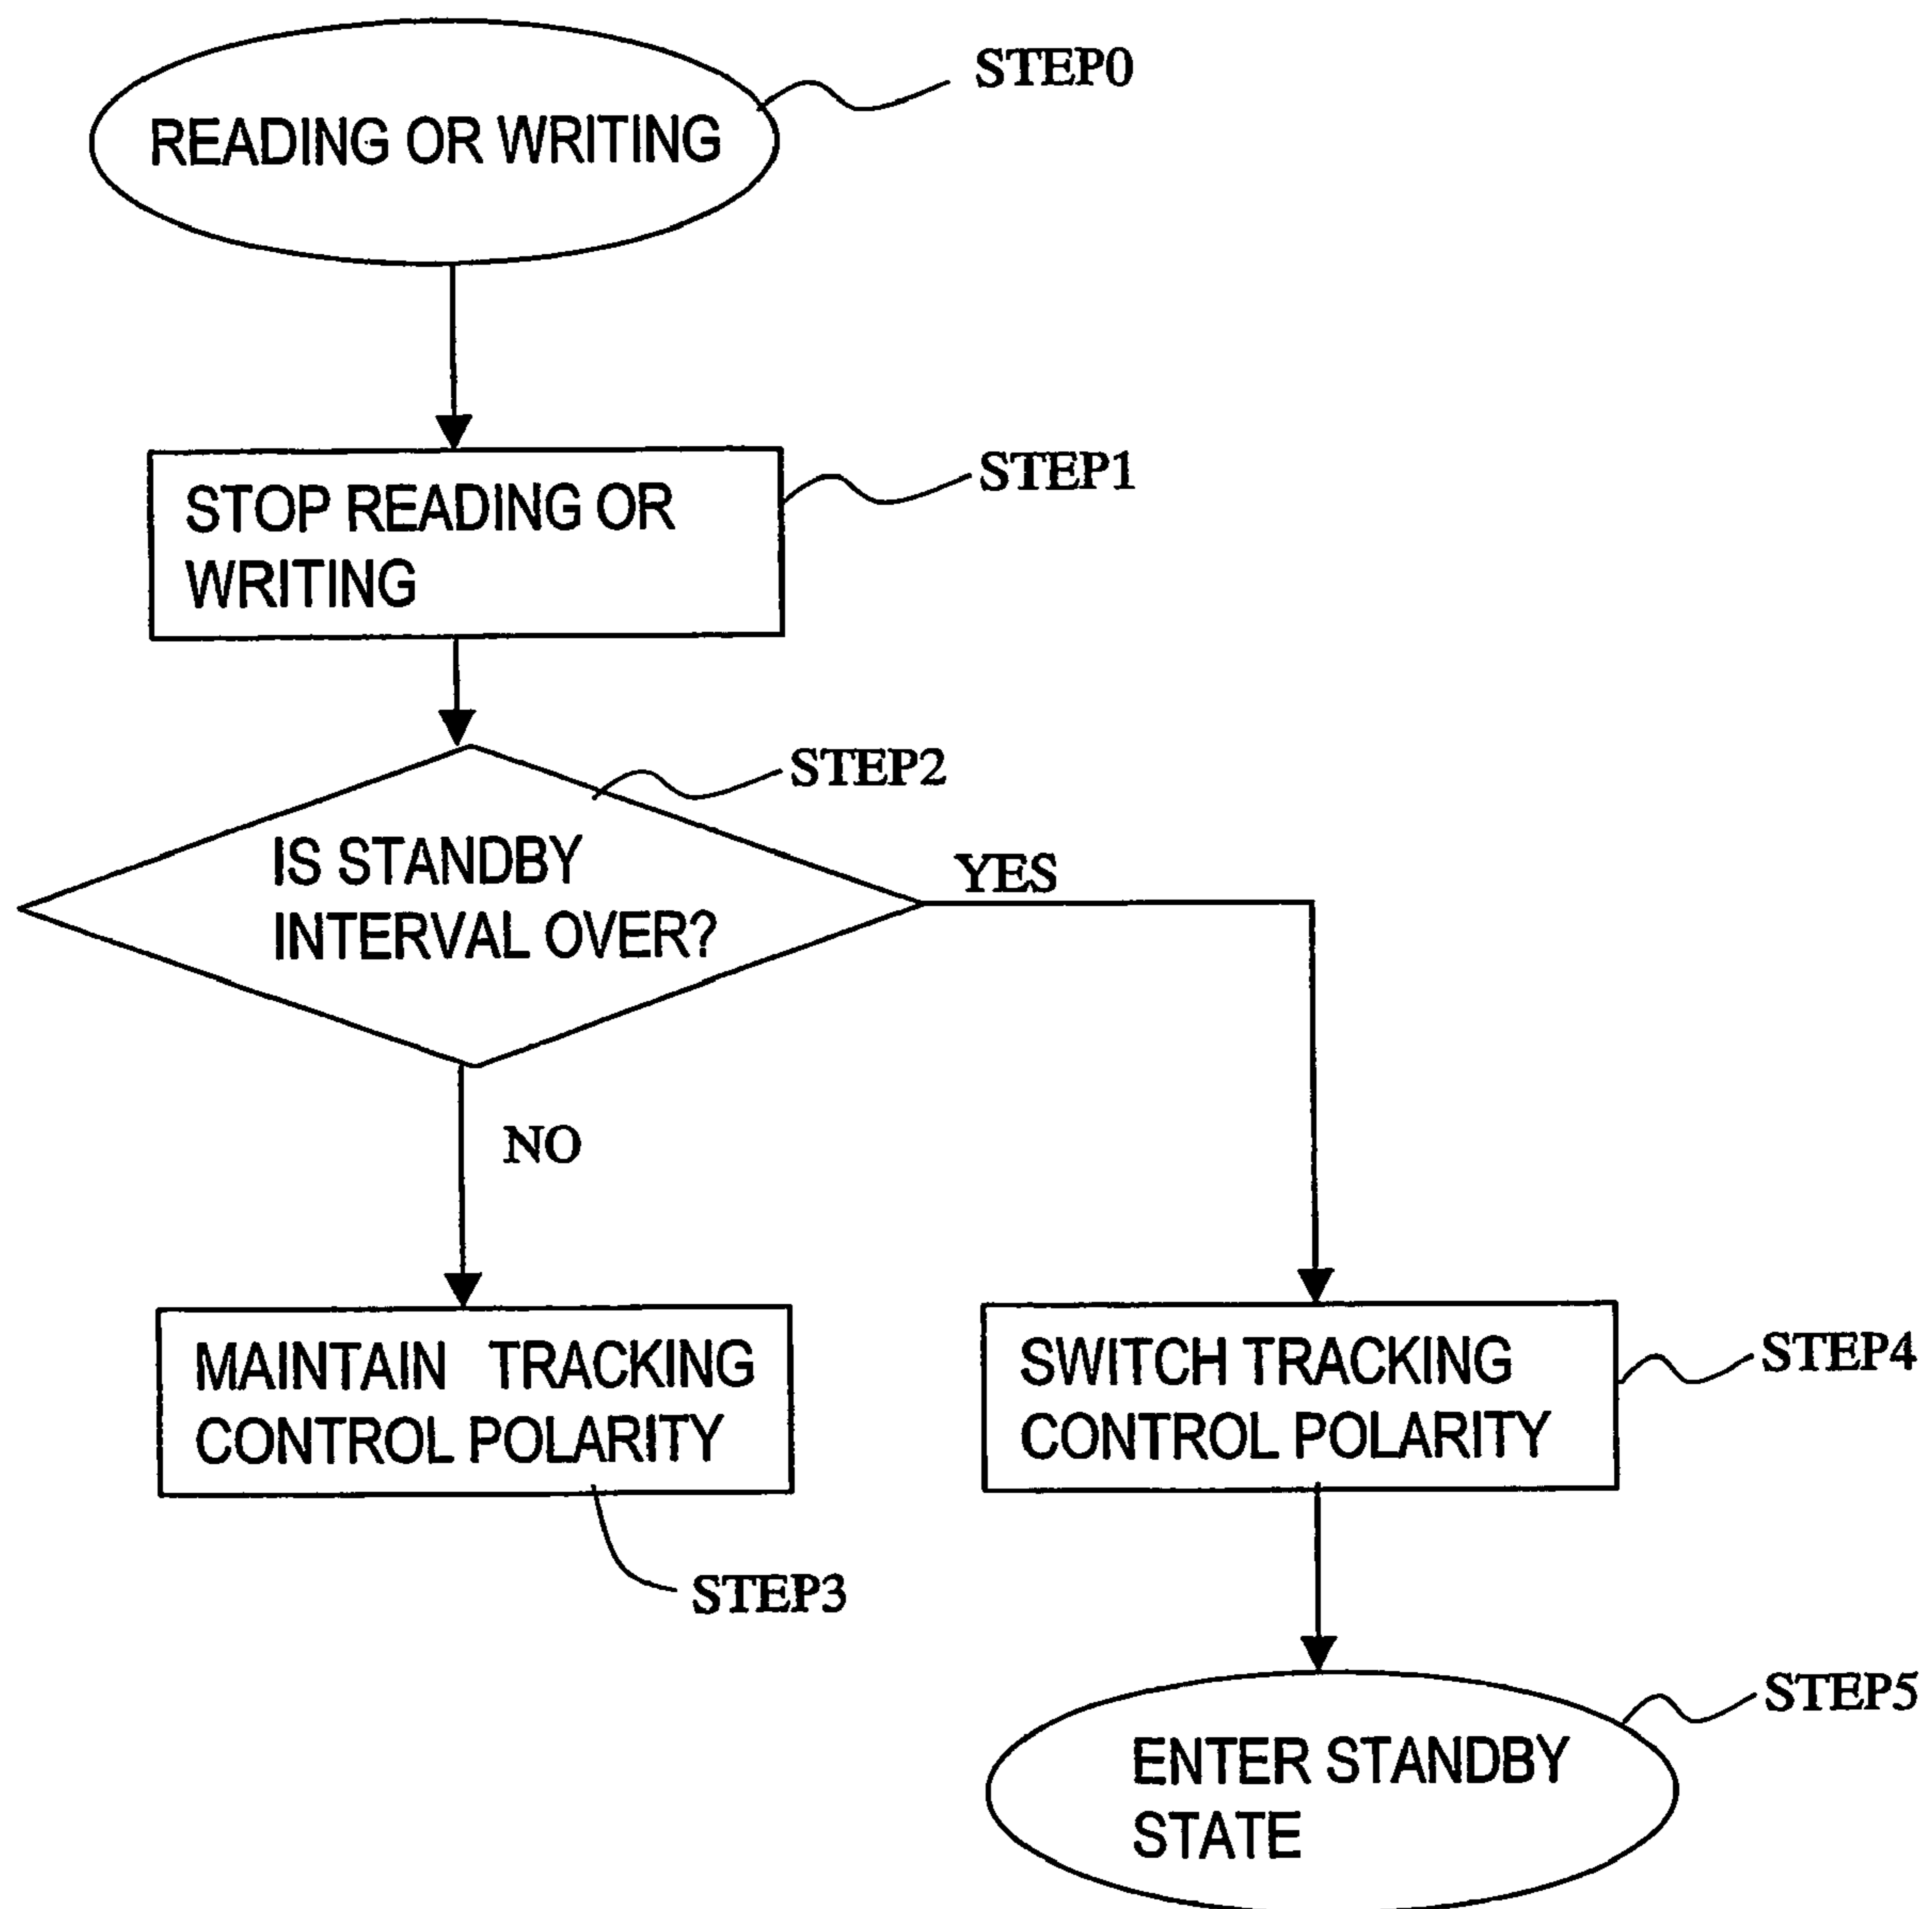 STEP0
READING OR WRITING
STEP1
STOP READING OR
WRITING
STEP2
IS STANDBY
INTERVAL OVER?
YES
NO
MAINTAIN TRACKING
CONTROL POLARITY
STEP3
SWITCH TRACKING
CONTROL POLARITY
STEP4
STEP5
ENTER STANDBY
STATE